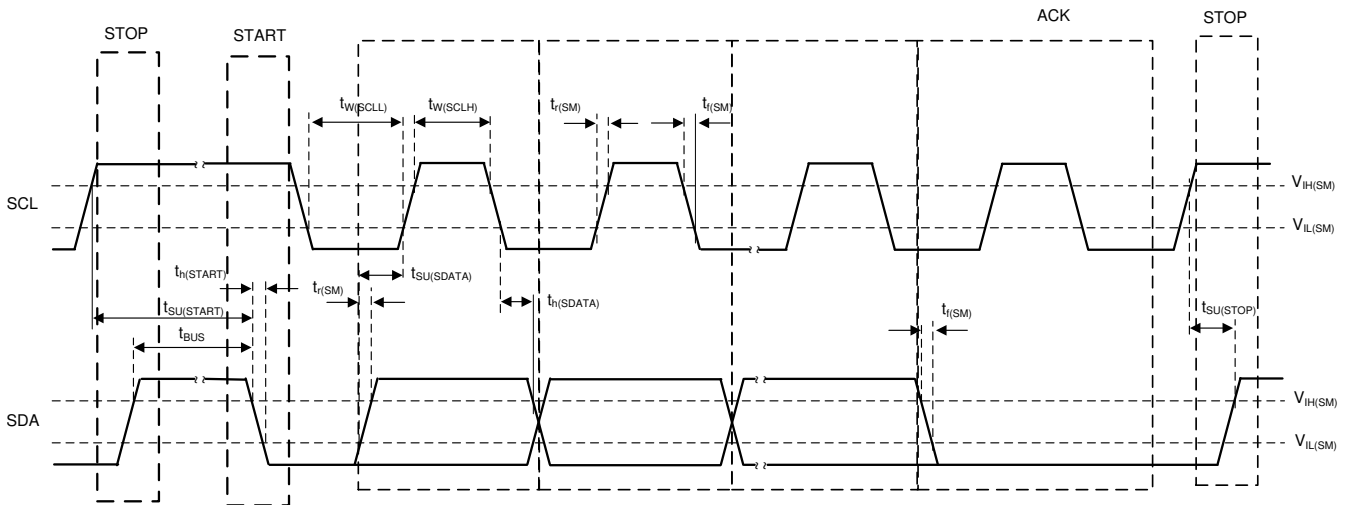 ACK
STOP
START
STOP
tW(SCLL)
tW(SCLH)
tr(SM)
tf(SM)
SCL
VIH(SM)
VIL(SM)
th(START)
tr(SM)
tSU(SDATA)
th(SDATA)
tSU(START)
tf(SM)
tSU(STOP)
tBUS
SDA
VIH(SM)
VIL(SM)